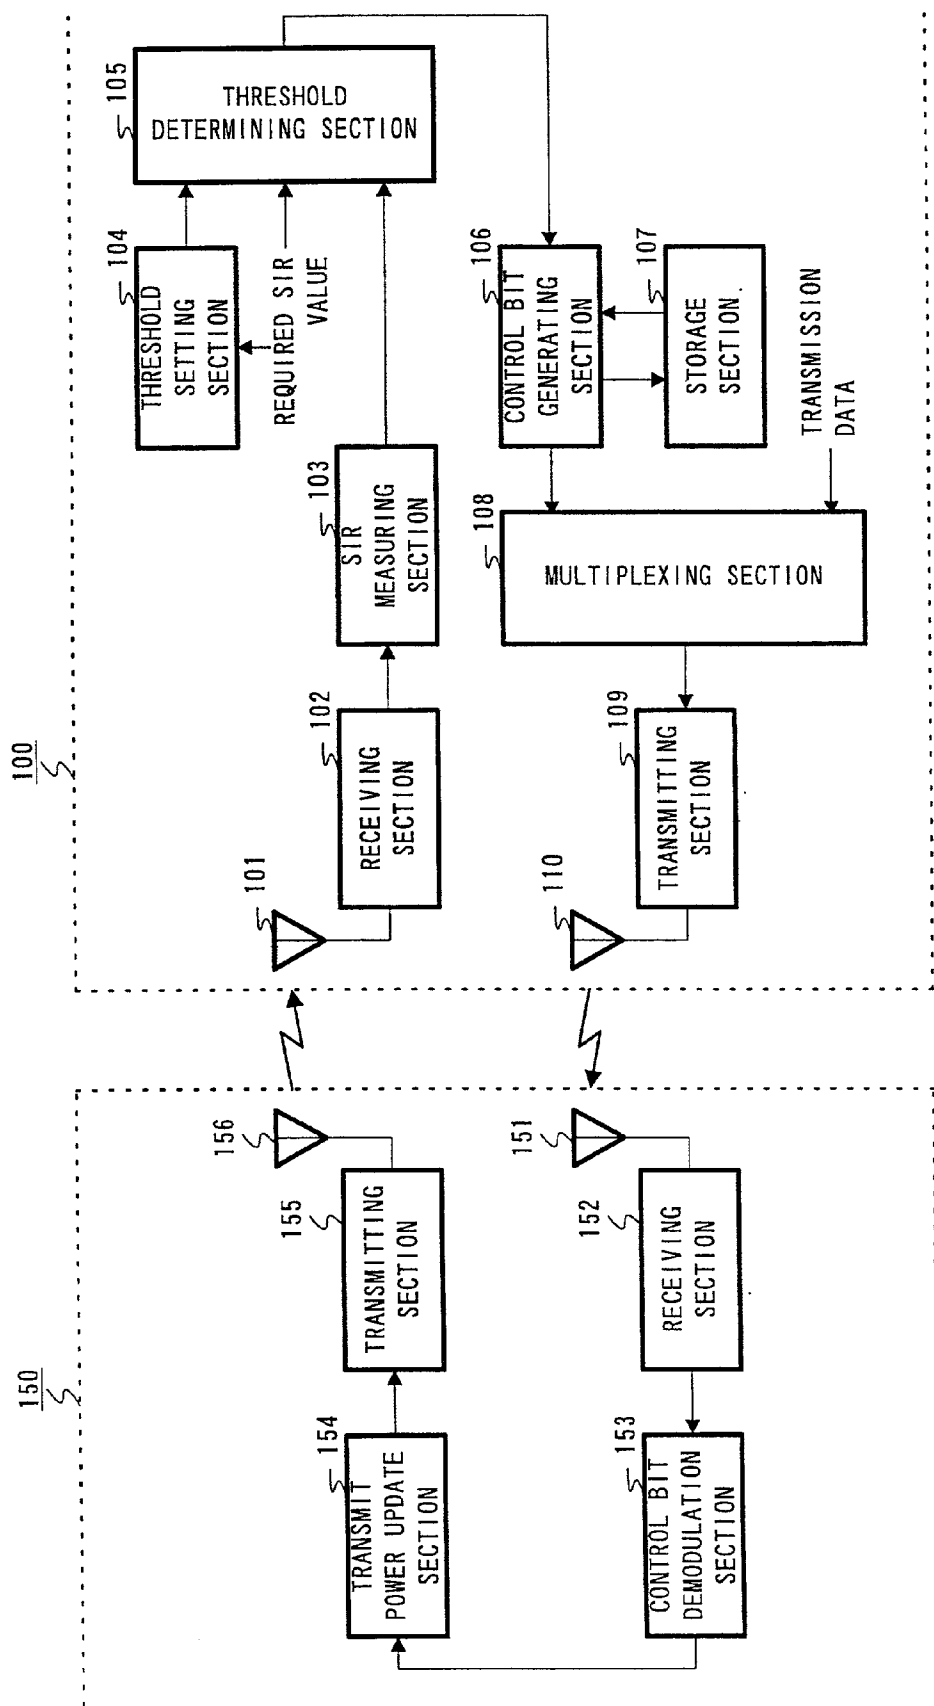 150
154
TRANSMIT
POWER UPDATE
SECTION
155
TRANSMITTING
SECTION
156
153
CONTROL BIT
DEMODULATION
SECTION
152
RECEIVING
SECTION
151
100
101
102
RECEIVING
SECTION
103
SIR
MEASURING
SECTION
104
THRESHOLD
SETTING
SECTION
REQUIRED SIR
VALUE
105
THRESHOLD
DETERMINING SECTION
106
CONTROL BIT
GENERATING
SECTION
107
STORAGE
SECTION.
TRANSMISSION
DATA
108
MULTIPLEXING SECTION
109
TRANSMITTING
SECTION
110